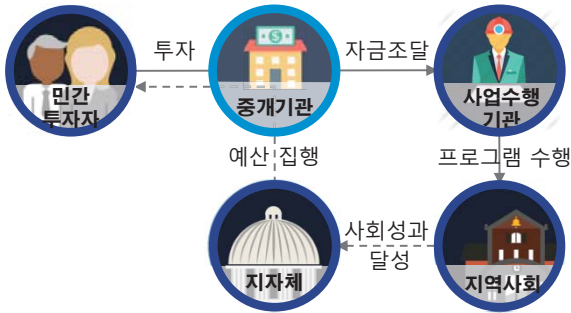 투자
자금조달
$
민간
투자자
중개기관
사업수행
기관
예산 집행
프로그램 수행
사회성과
달성
지자체
지역사회